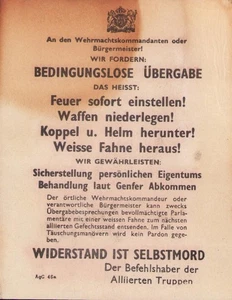 An den Wehrmachtskommandanten oder
Bürgermeister!
WIR FORDERN:
BEDINGUNGSLOSE ÜBERGABE
DAS HEISST:
Feuer sofort einstellen!
Waffen niederlegen!
Koppel u. Helm herunter!
Weisse Fahne heraus!
WIR GEWÄHRLEISTEN:
Sicherstellung persönlichen Eigentums
Behandlung laut Genfer Abkommen
Der örtliche Wehrmachtskommandeur oder
verantwortliche Bürgermeister kann zwecks
Übergabebesprechungen bevollmächtigte Parla-
mentäre mit einer weissen Fahne zum nächsten
alliierten Gefechtsstand entsenden. Im Falle von
Täuschungsmanövern wird kein Pardon gege-
ben.
WIDERSTAND IST SELBSTMORD
Der Befehlshaber der
Alliierten Truppen